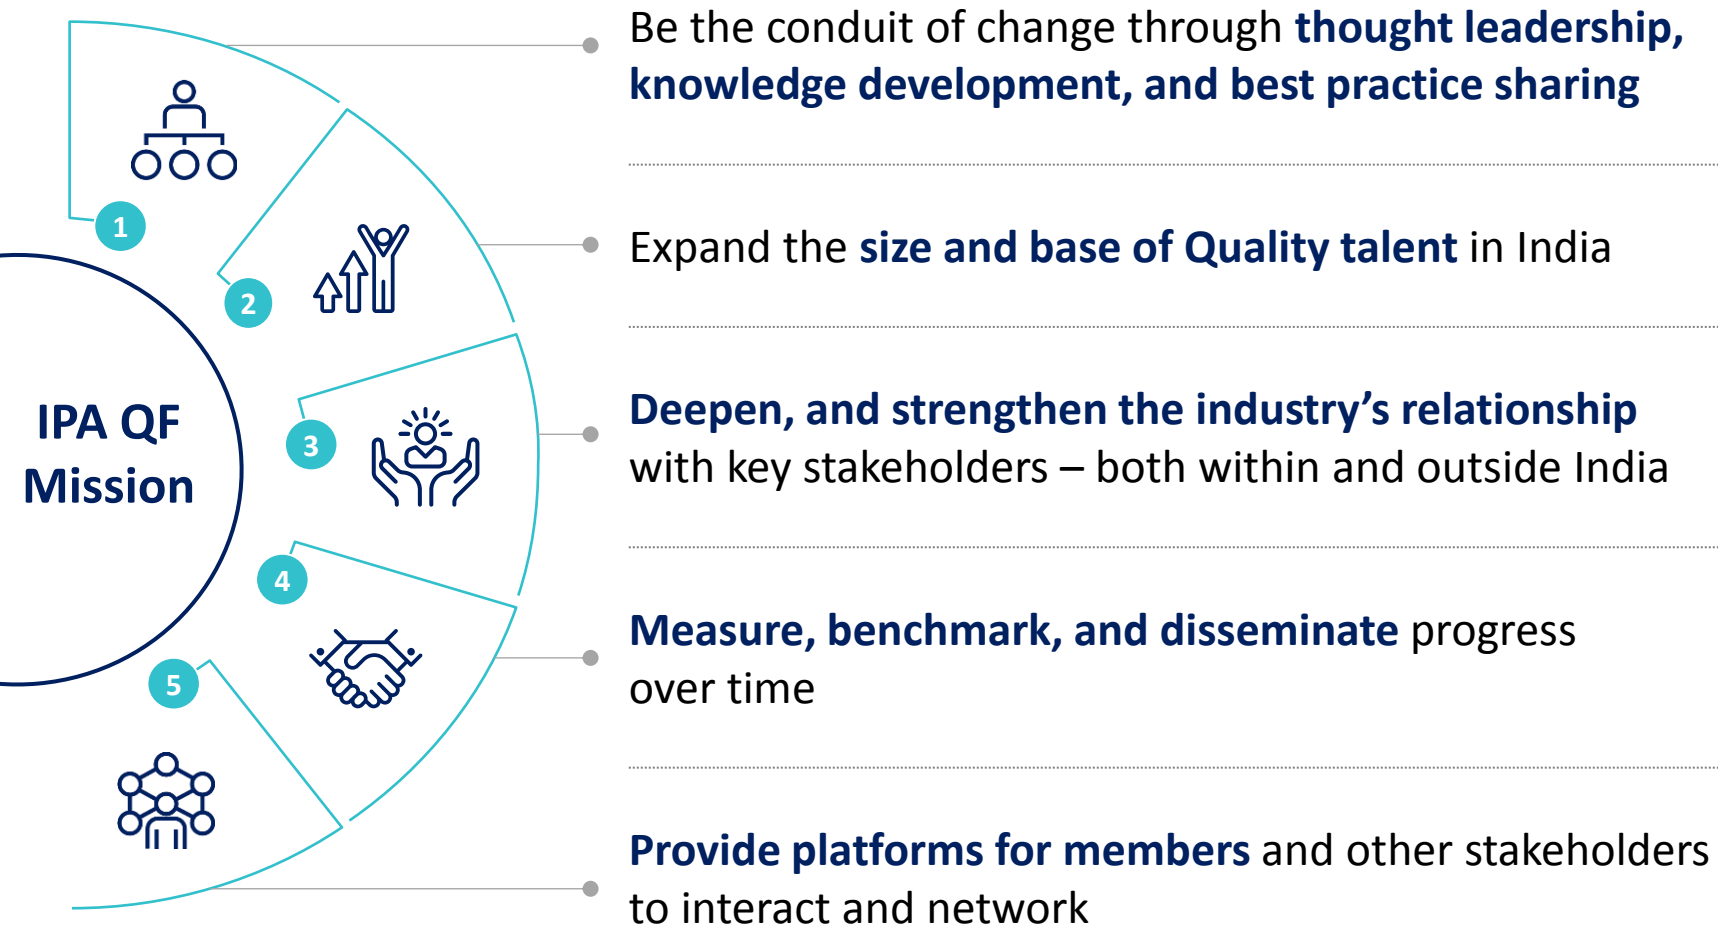 Be the conduit of change through thought leadership,
knowledge development, and best practice sharing
1
Expand the size and base of Quality talent in India
2
IPA QF
Mission
3
Deepen, and strengthen the industry’s relationship
with key stakeholders – both within and outside India
4
Measure, benchmark, and disseminate progress
over time
5
Provide platforms for members and other stakeholders
to interact and network